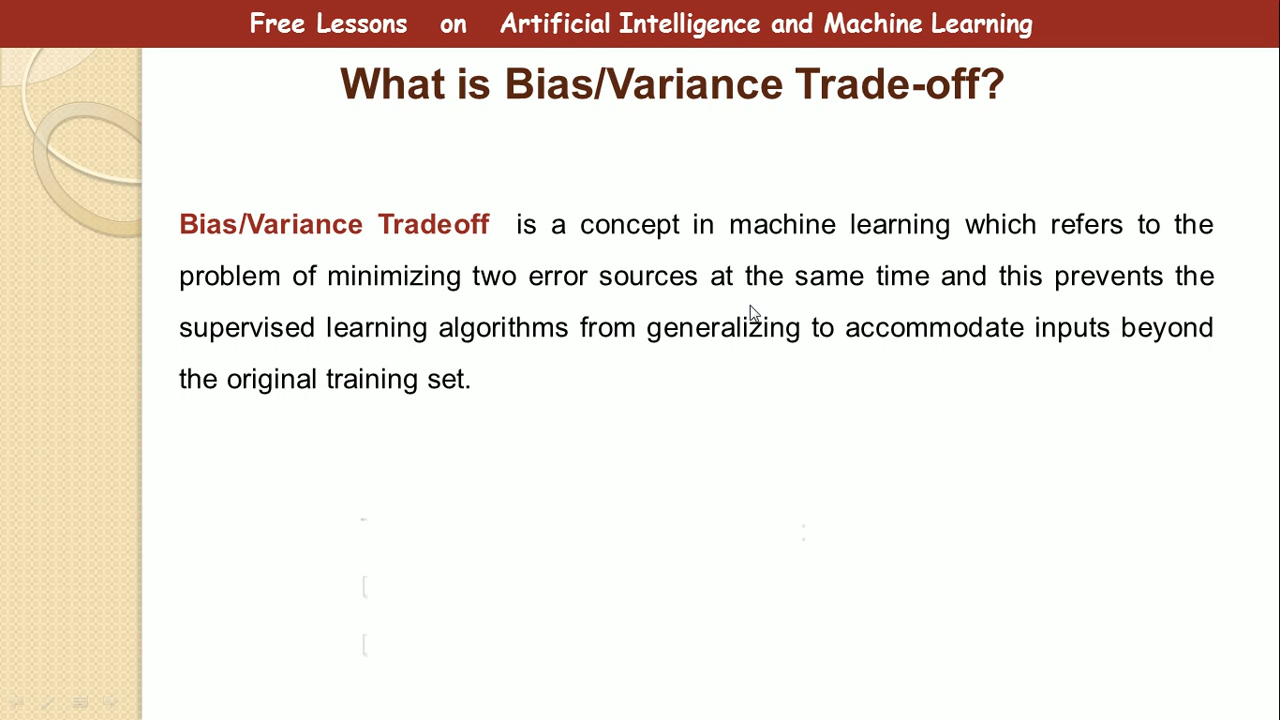 Free Lessons on Artificial Intelligence and Machine Learning
What is Bias/Variance Trade-off?
Bias/Variance Tradeoff is a concept in machine learning which refers to the
problem of minimizing two error sources at the same time and this prevents the
supervised learning algorithms from generalizing to accommodate inputs beyond
the original training set.